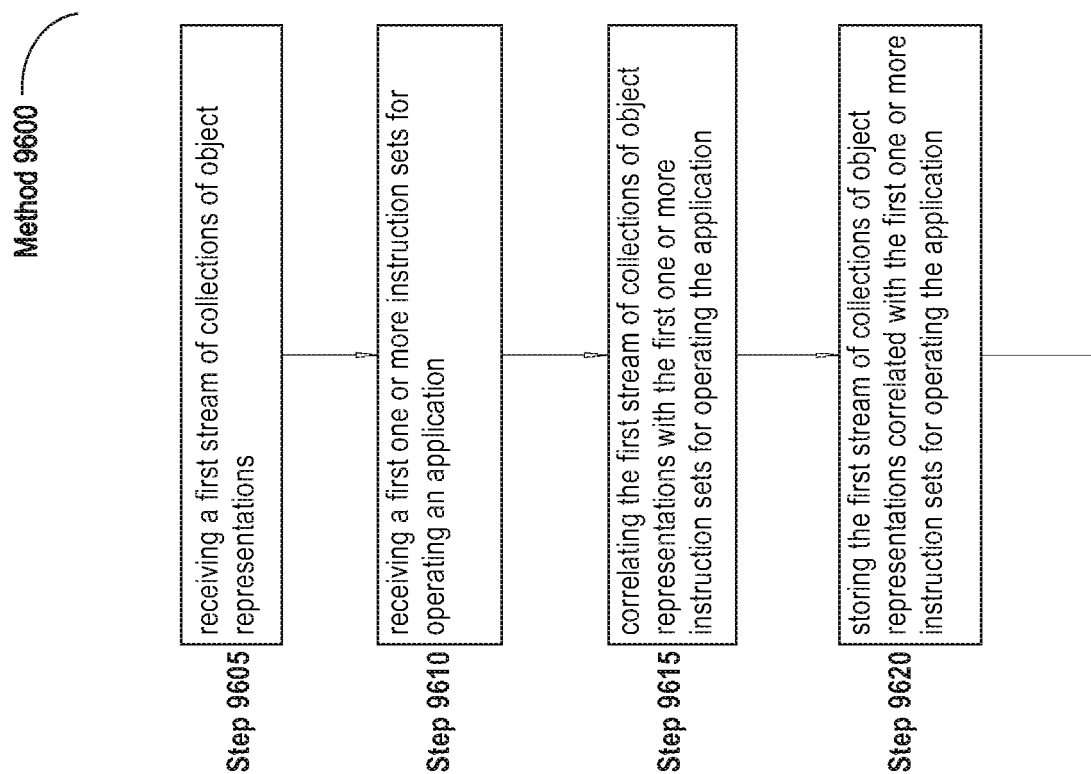 Method 9600
Step 9605
receiving a first stream of collections of object
representations
Step 9610
receiving a first one or more instruction sets for
operating an application
Step 9615
correlating the first stream of collections of object
representations with the first one or more
instruction sets for operating the application
Step 9620
storing the first stream of collections of object
representations correlated with the first one or more
instruction sets for operating the application